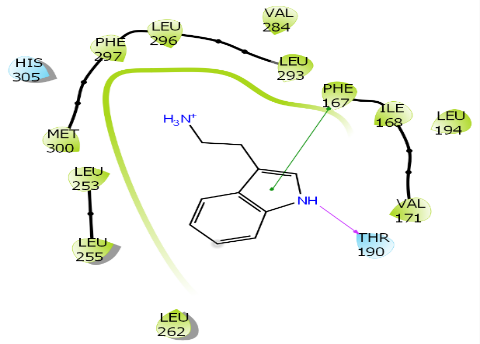 VAL
284
LEU
296
PHE
297
HIS
305
LEU
293
PHE
167
ILE
168
LEU
194
H₃N⁺
MET
300
LEU
253
NH
VAL
171
THR
190
LEU
255
LEU
262